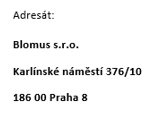 Adresát:
Blomus s.r.o.
Karlínské náměstí 376/10
186 00 Praha 8